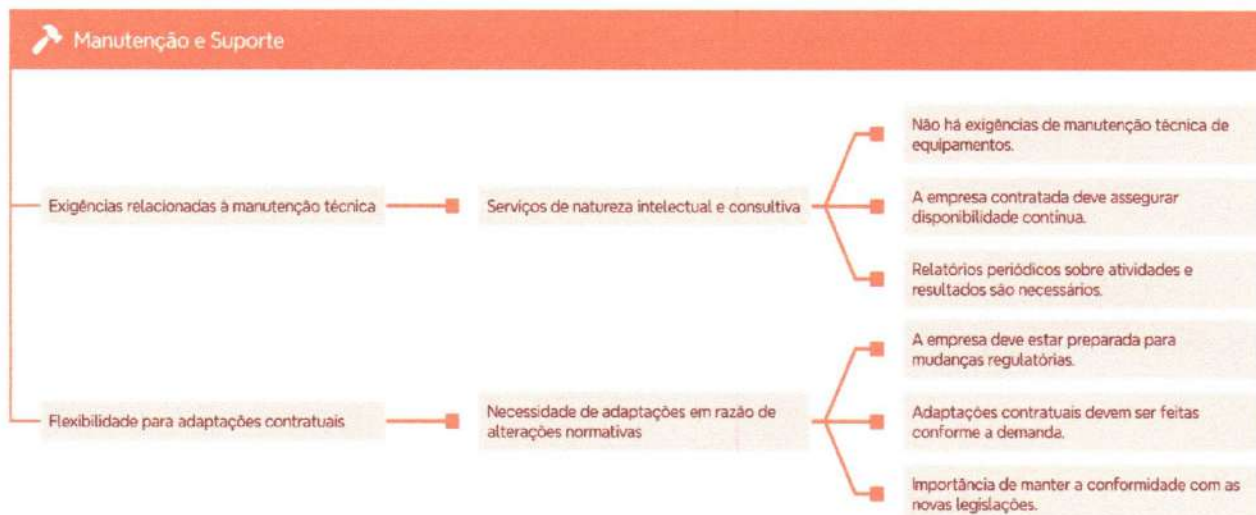 Manutenção e Suporte
Não há exigências de manutenção técnica de
equipamentos.
Exigências relacionadas à manutenção técnica
Serviços de natureza intelectual e consultiva
A empresa contratada deve assegurar
disponibilidade contínua.
Relatórios periódicos sobre atividades e
resultados são necessários.
A empresa deve estar preparada para
mudanças regulatórias.
Flexibilidade para adaptações contratuais
Necessidade de adaptações em razão de
alterações normativas
Adaptações contratuais devem ser feitas
conforme a demanda.
Importância de manter a conformidade com as
novas legislações.